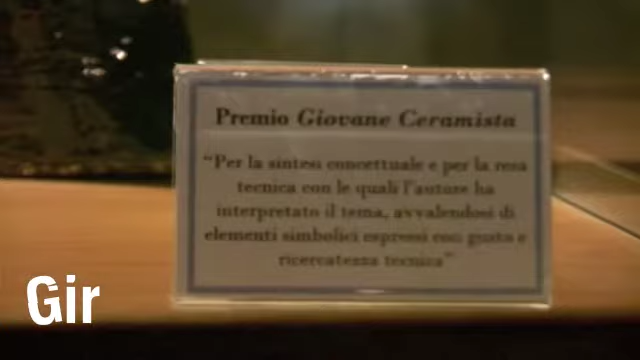 Premio Giovane Ceramista
“Per la sintesi concettuale e per la resa
tecnica con le quali l'autore ha
interpretato il tema, avvalendosi di
elementi simbolici espressi con gusto e
ricercatezza tecnica”
Gir